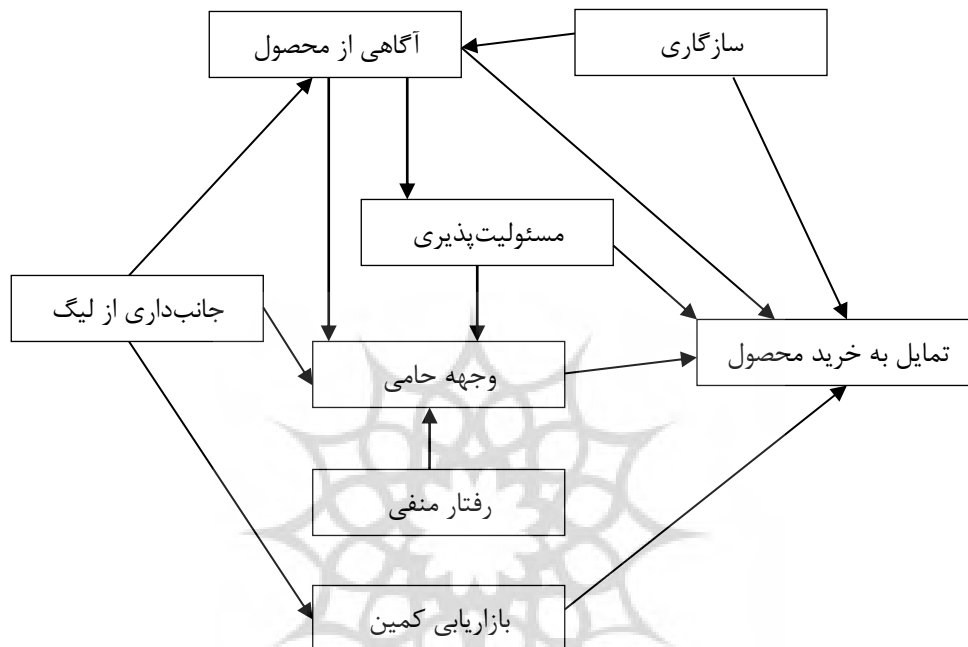 سازگاری
آگاهی از محصول
مسئولیت‌پذیری
جانب‌داری از لیگ
تمایل به خرید محصول
وجهه حامی
رفتار منفی
بازاریابی کمین